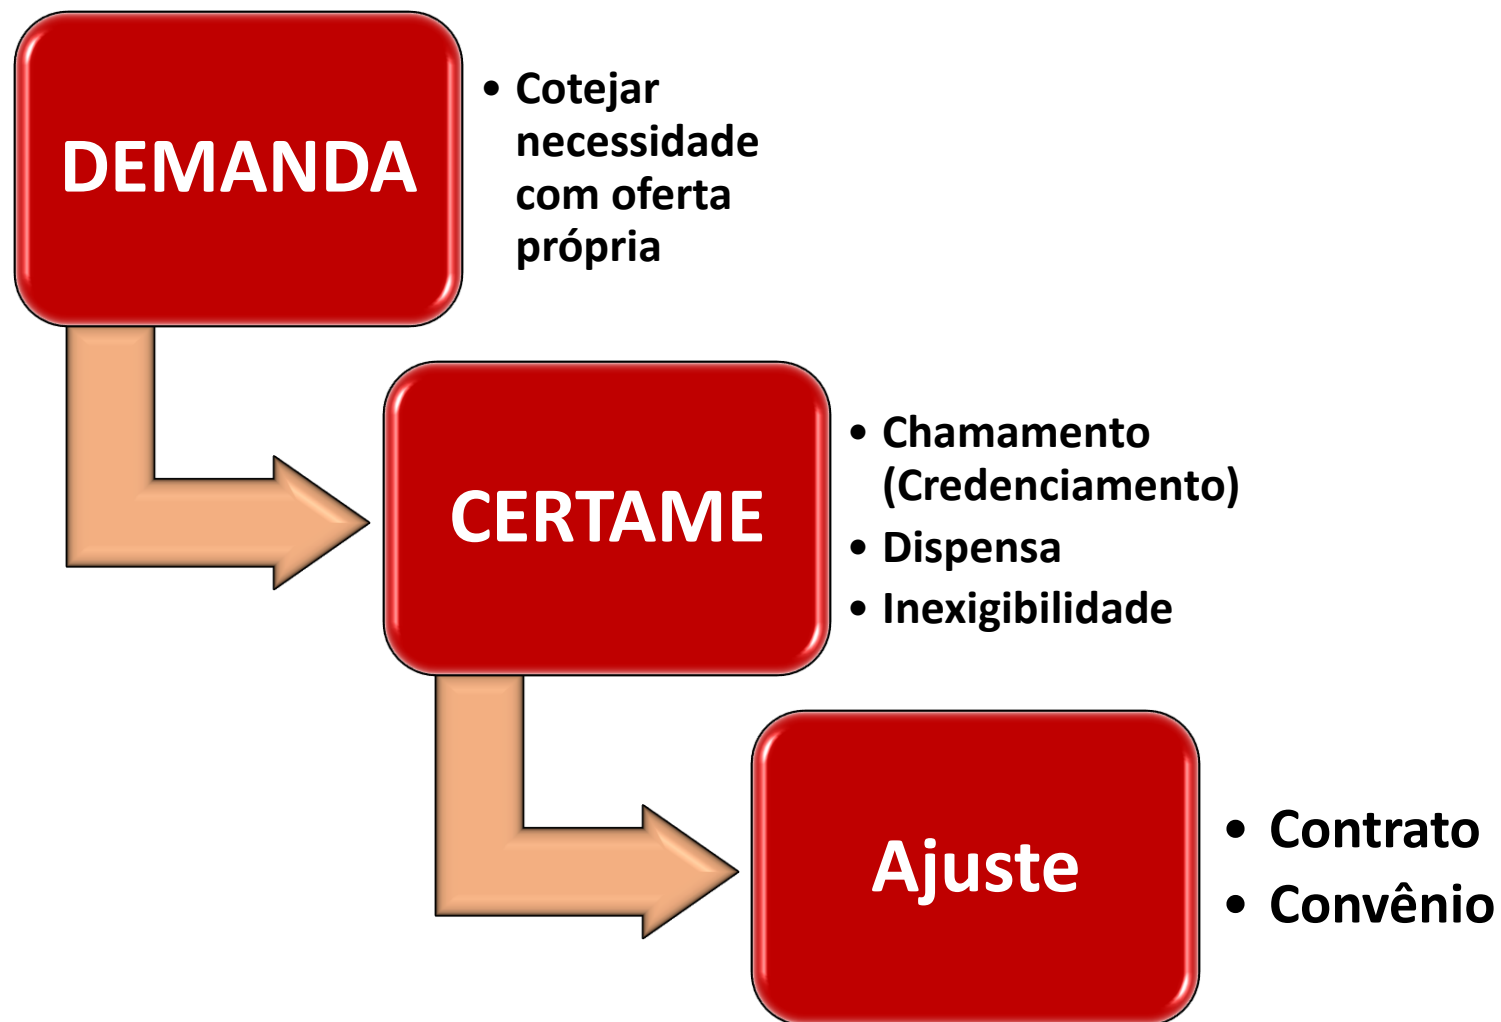 DEMANDA
• Cotejar
necessidade
com oferta
própria
CERTAME
• Chamamento
(Credenciamento)
• Dispensa
• Inexigibilidade
Ajuste
• Contrato
• Convênio